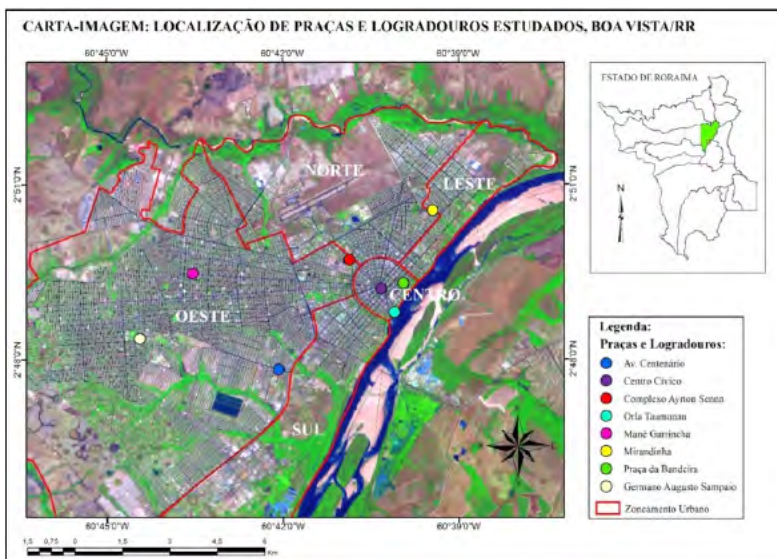 CARTA-IMAGEM: LOCALIZAÇÃO DE PRAÇAS E LOGRADOUROS ESTUDADOS, BOA VISTA/RR
60°45'0"W 60°42'0"W 60°39'0"W
ESTADO DE RORAIMA
N
NORTE
LESTE
2°51'0"N 2°51'0"N
CENTRO
OESTE
2°48'0"N 2°48'0"N
SUL
Legenda:
Praças e Logradouros:
Av. Centenário
Centro Cívico
Complexo Ayrton Senna
Orla Taumanan
Mané Garrincha
Mirandinha
Praça da Bandeira
Germano Augusto Sampaio
Zoneamento Urbano
60°45'0"W 60°42'0"W 60°39'0"W
1,5 0,75 0 1,5 3 4,5 6
Km